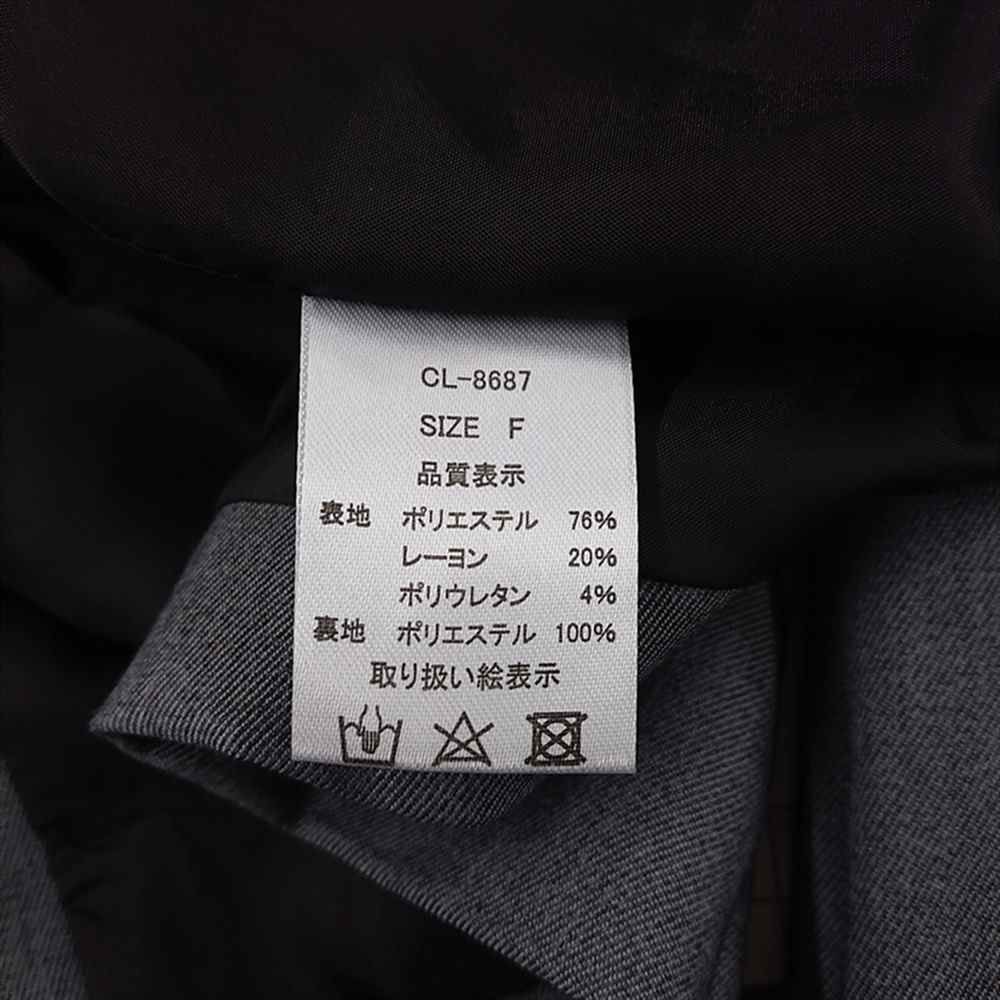 CL-8687
SIZE F
品質表示
表地 ポリエステル 76%
レーヨン 20%
ポリウレタン 4%
裏地 ポリエステル 100%
取り扱い絵表示